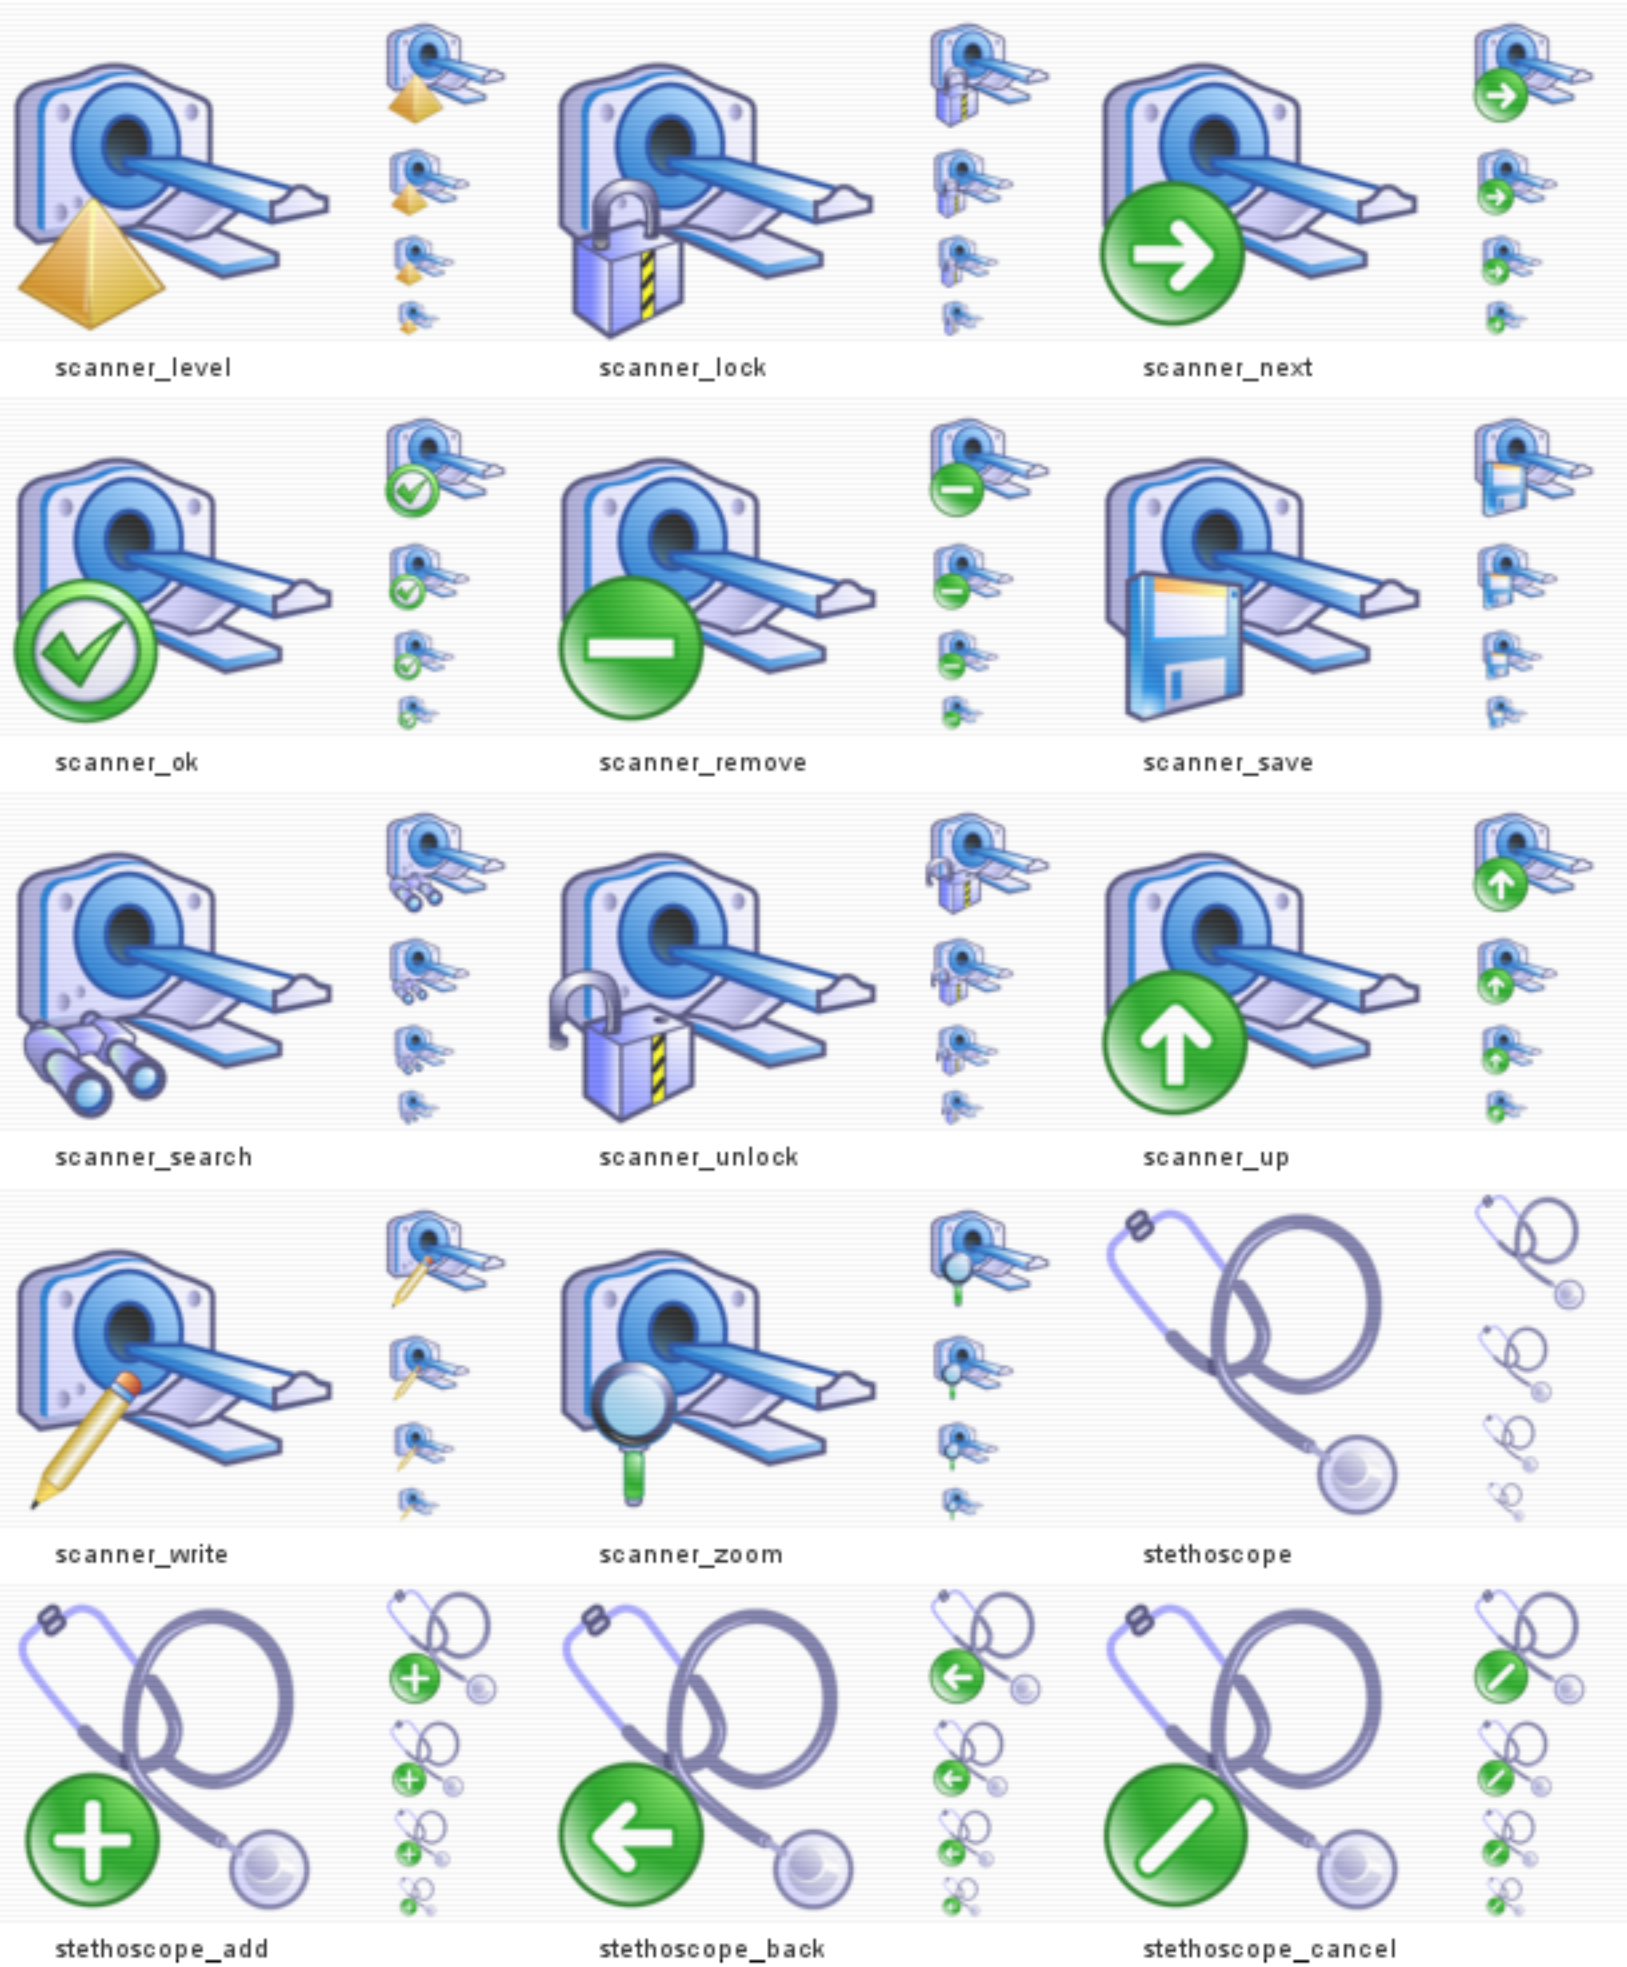 scanner_level
scanner_lock
scanner_next
scanner_ok
scanner_remove
scanner_save
scanner_search
scanner_unlock
scanner_up
scanner_write
scanner_zoom
stethoscope
stethoscope_add
stethoscope_back
stethoscope_cancel